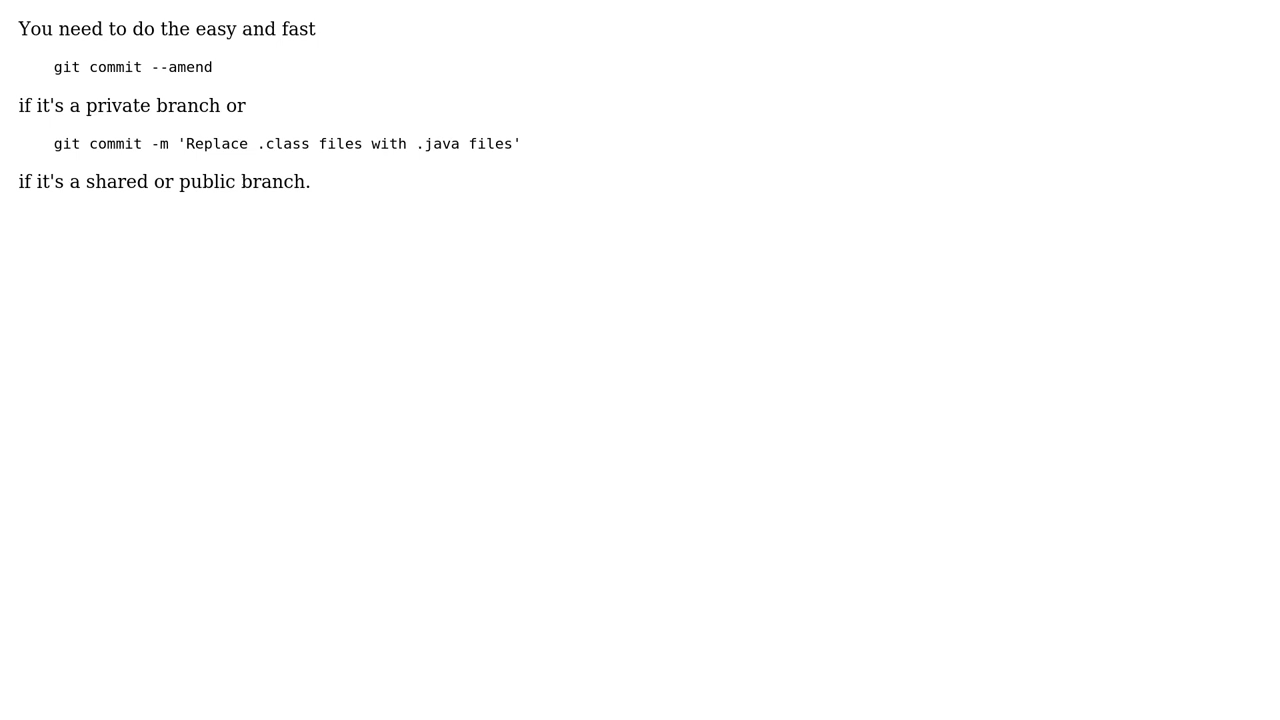 You need to do the easy and fast
git commit --amend
if it's a private branch or
git commit -m 'Replace .class files with .java files'
if it's a shared or public branch.